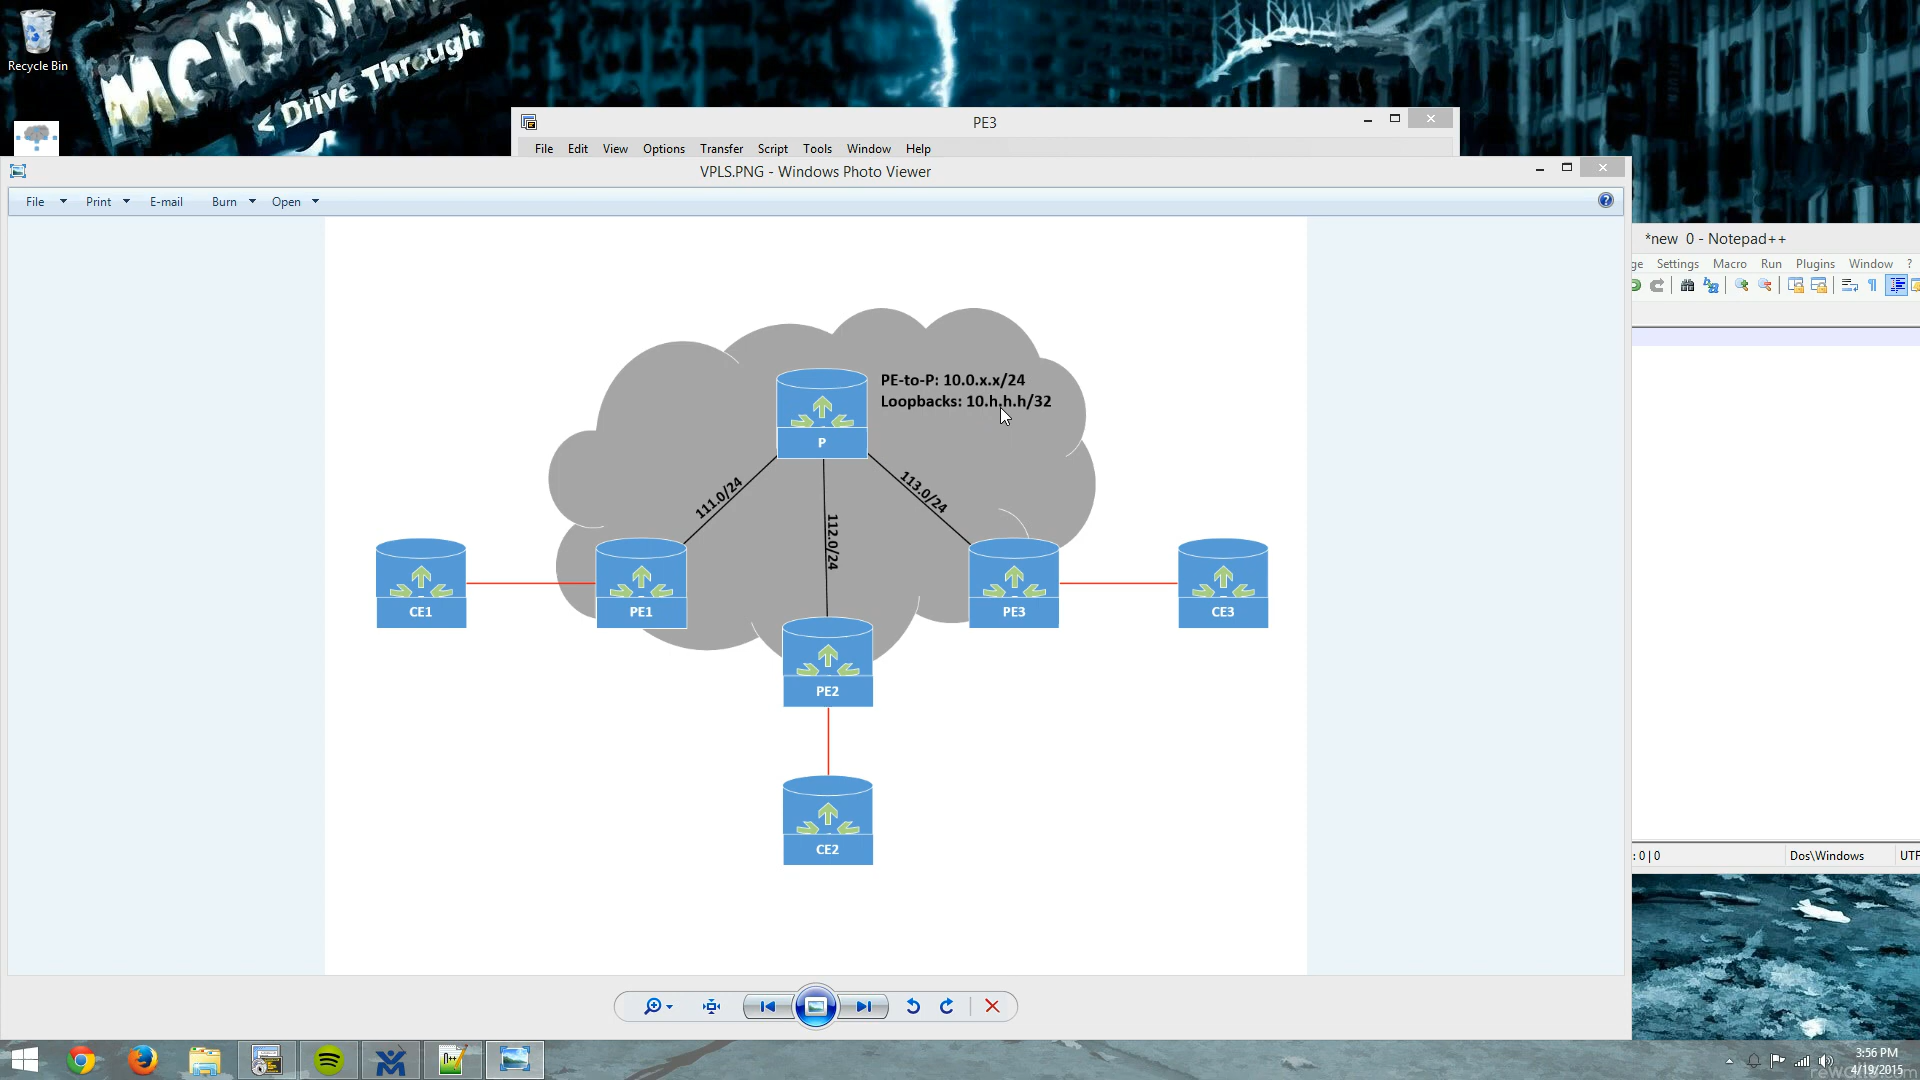 MCDON
< Drive Through
Recycle Bin
PE3
File Edit View Options Transfer Script Tools Window Help
VPLS.PNG - Windows Photo Viewer
File Print E-mail Burn Open
*new 0 - Notepad++
ge Settings Macro Run Plugins Window ?
PE-to-P: 10.0.x.x/24
Loopbacks: 10.h.h.h/32
P
111.0/24
112.0/24
113.0/24
CE1
PE1
PE3
CE3
PE2
CE2
: 0 | 0 Dos\Windows UTF
3:56 PM
4/19/2015